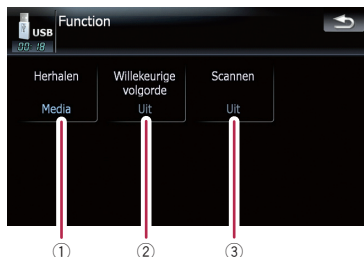 Function
USB
00 18
Herhalen
Willekeurige
volgorde
Scannen
Media
Uit
Uit
① ② ③